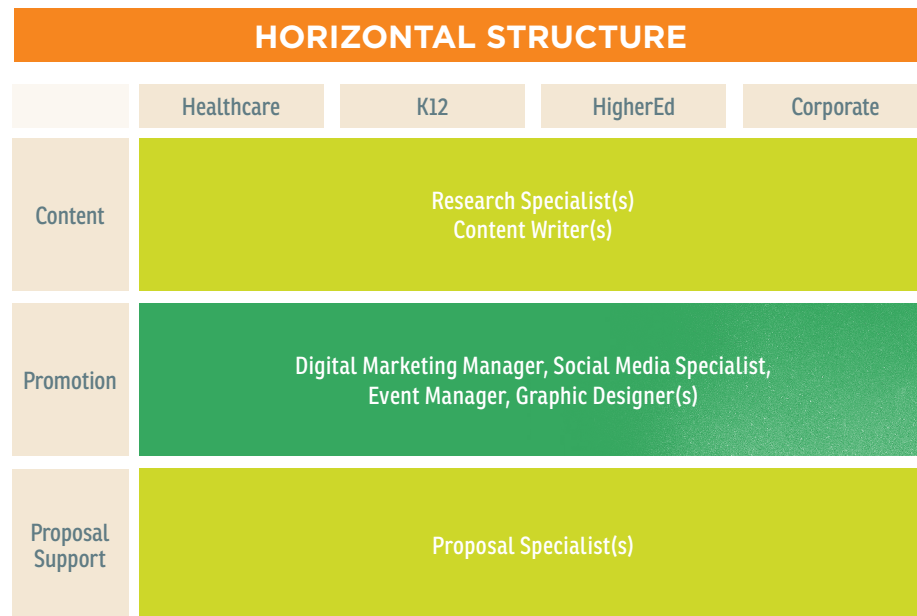 HORIZONTAL STRUCTURE
Healthcare K12 HigherEd Corporate
Content
Research Specialist(s)
Content Writer(s)
Promotion
Digital Marketing Manager, Social Media Specialist,
Event Manager, Graphic Designer(s)
Proposal
Support
Proposal Specialist(s)